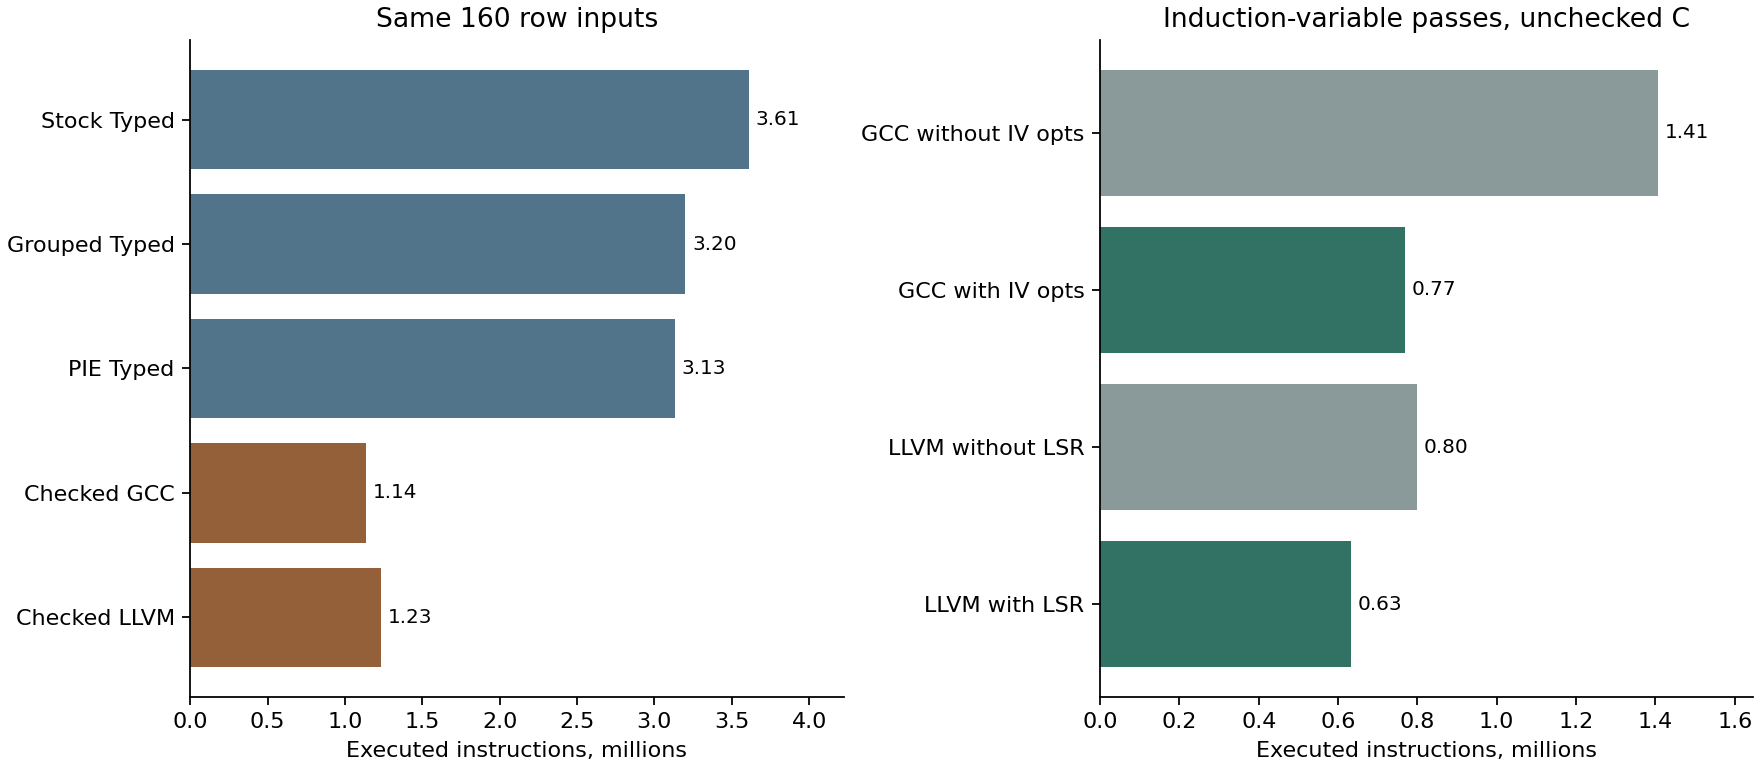 Same 160 row inputs
Stock Typed
3.61
Grouped Typed
3.20
PIE Typed
3.13
Checked GCC
1.14
Checked LLVM
1.23
0.0 0.5 1.0 1.5 2.0 2.5 3.0 3.5 4.0
Executed instructions, millions
Induction-variable passes, unchecked C
GCC without IV opts
1.41
GCC with IV opts
0.77
LLVM without LSR
0.80
LLVM with LSR
0.63
0.0 0.2 0.4 0.6 0.8 1.0 1.2 1.4 1.6
Executed instructions, millions